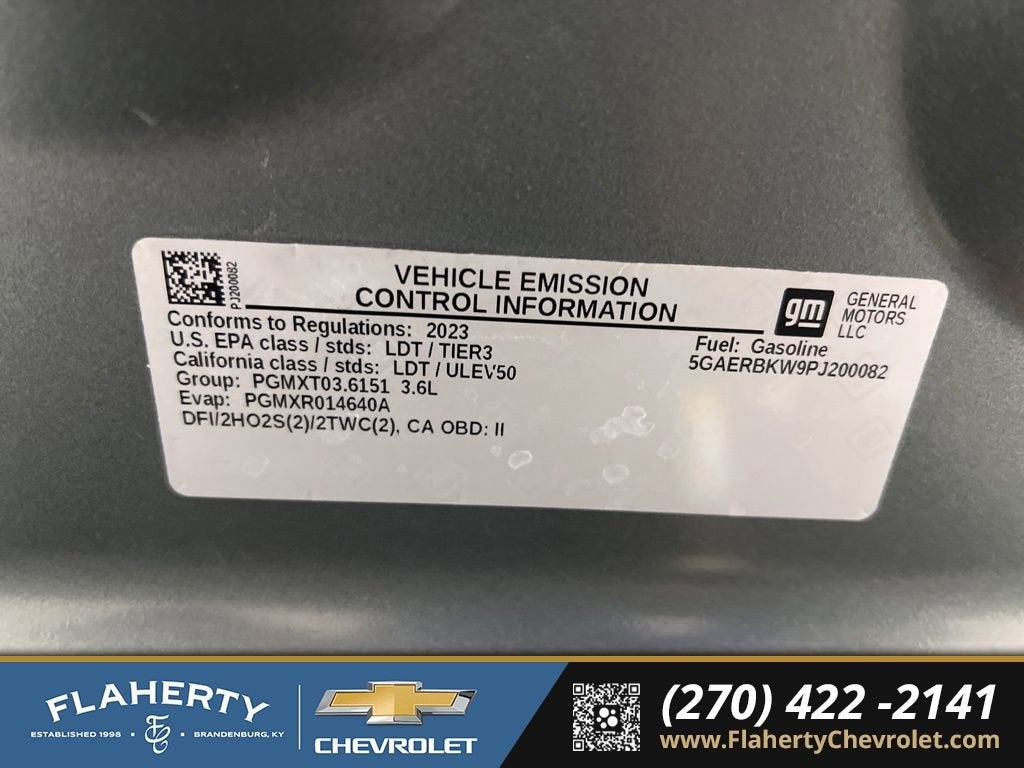 PJ200082
VEHICLE EMISSION
CONTROL INFORMATION
gm
GENERAL
MOTORS
LLC
Conforms to Regulations: 2023
U.S. EPA class / stds: LDT / TIER3
California class / stds: LDT / ULEV50
Group: PGMXT03.6151 3.6L
Evap: PGMXR014640A
DFI/2HO2S(2)/2TWC(2), CA OBD: II
Fuel: Gasoline
5GAERBKW9PJ200082
FLAHERTY
ESTABLISHED 1998 • • BRANDENBURG, KY
CHEVROLET
(270) 422 -2141
www.FlahertyChevrolet.com